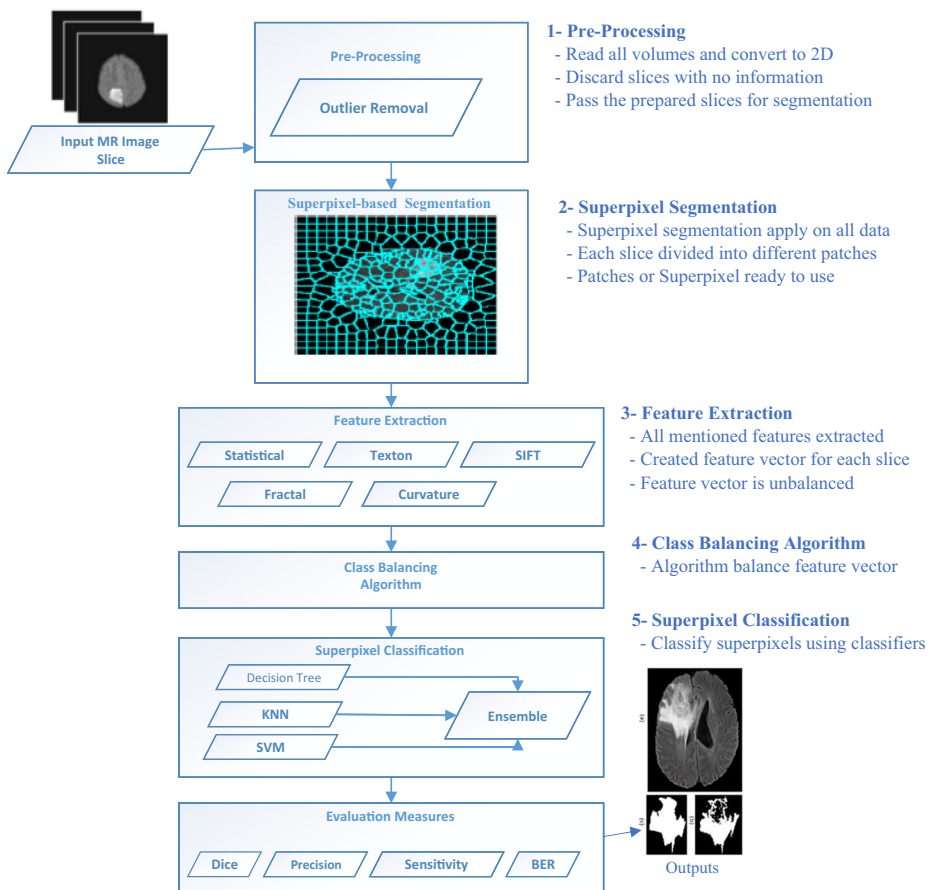 Input MR Image
Slice
Pre-Processing
Outlier Removal
1- Pre-Processing
- Read all volumes and convert to 2D
- Discard slices with no information
- Pass the prepared slices for segmentation
Superpixel-based Segmentation
2- Superpixel Segmentation
- Superpixel segmentation apply on all data
- Each slice divided into different patches
- Patches or Superpixel ready to use
Feature Extraction
Statistical
Texton
SIFT
Fractal
Curvature
3- Feature Extraction
- All mentioned features extracted
- Created feature vector for each slice
- Feature vector is unbalanced
Class Balancing
Algorithm
4- Class Balancing Algorithm
- Algorithm balance feature vector
Superpixel Classification
Decision Tree
KNN
SVM
Ensemble
5- Superpixel Classification
- Classify superpixels using classifiers
Evaluation Measures
Dice
Precision
Sensitivity
BER
Outputs